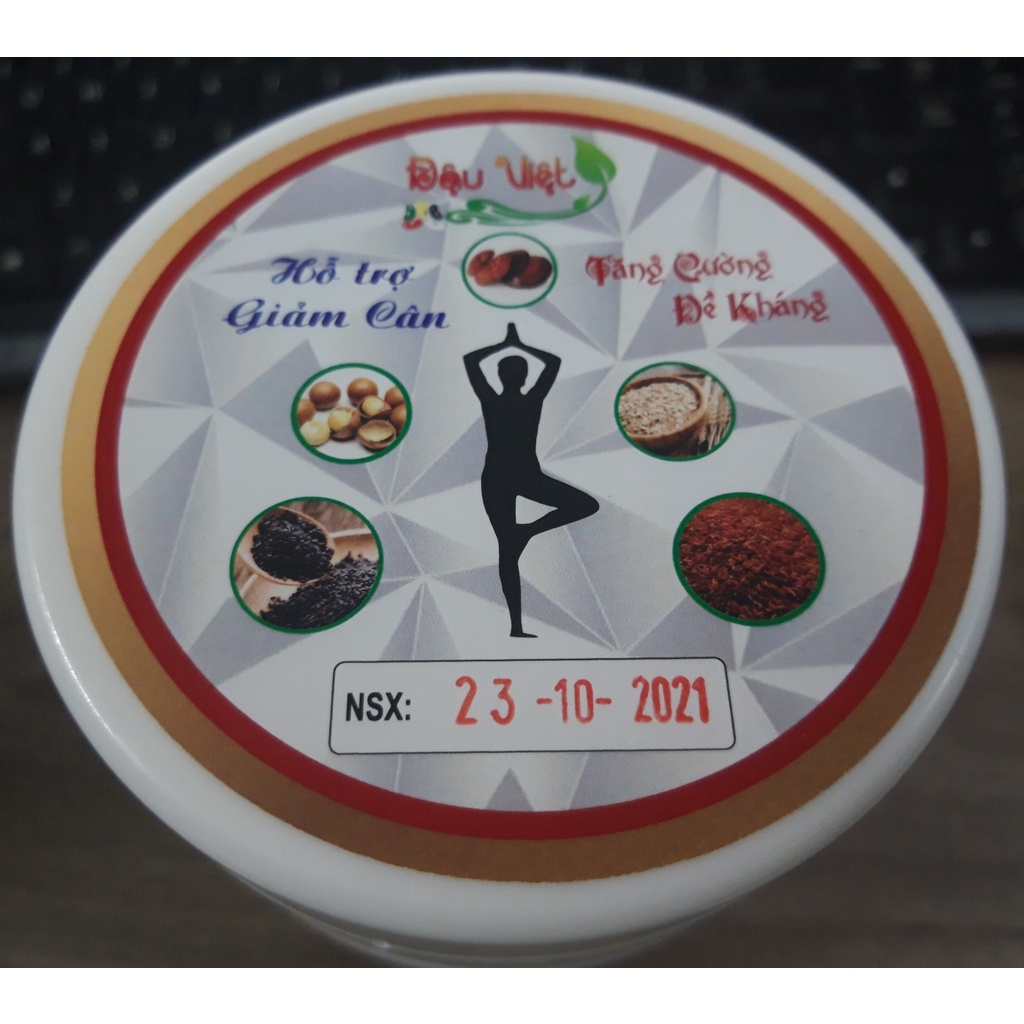 Đậu Việt
Hỗ trợ
Giảm Cân
Tăng Cường
Đề Kháng
NSX: 23-10-2021